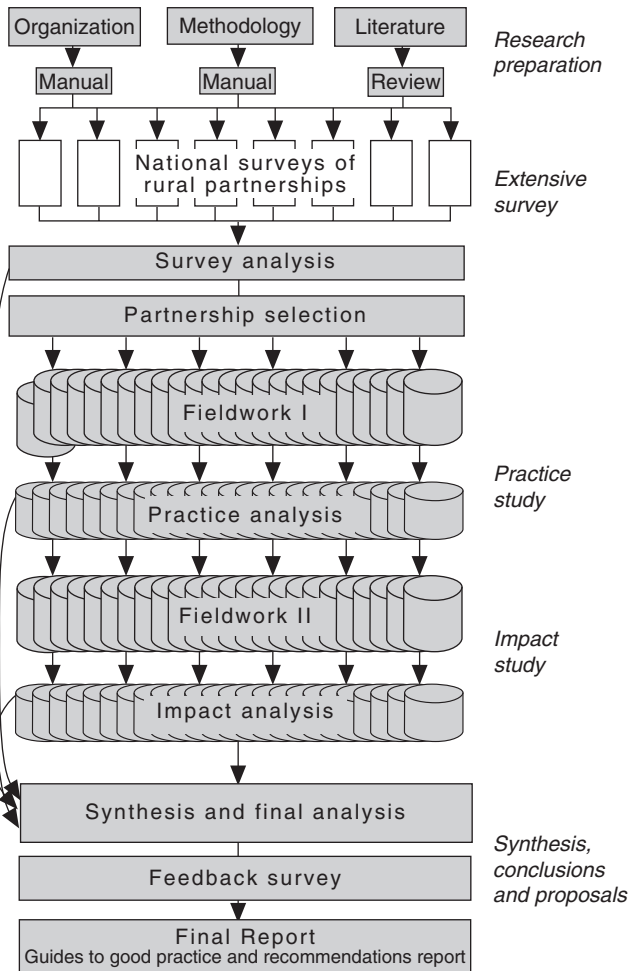 Organization
Methodology
Literature
Research
preparation
Manual
Manual
Review
National surveys of
rural partnerships
Extensive
survey
Survey analysis
Partnership selection
Fieldwork I
Practice
study
Practice analysis
Fieldwork II
Impact
study
Impact analysis
Synthesis and final analysis
Synthesis,
conclusions
and proposals
Feedback survey
Final Report
Guides to good practice and recommendations report